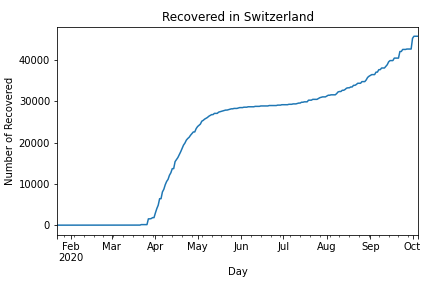 Recovered in Switzerland
Number of Recovered
40000
30000
20000
10000
0
Feb Mar Apr May Jun Jul Aug Sep Oct
2020
Day